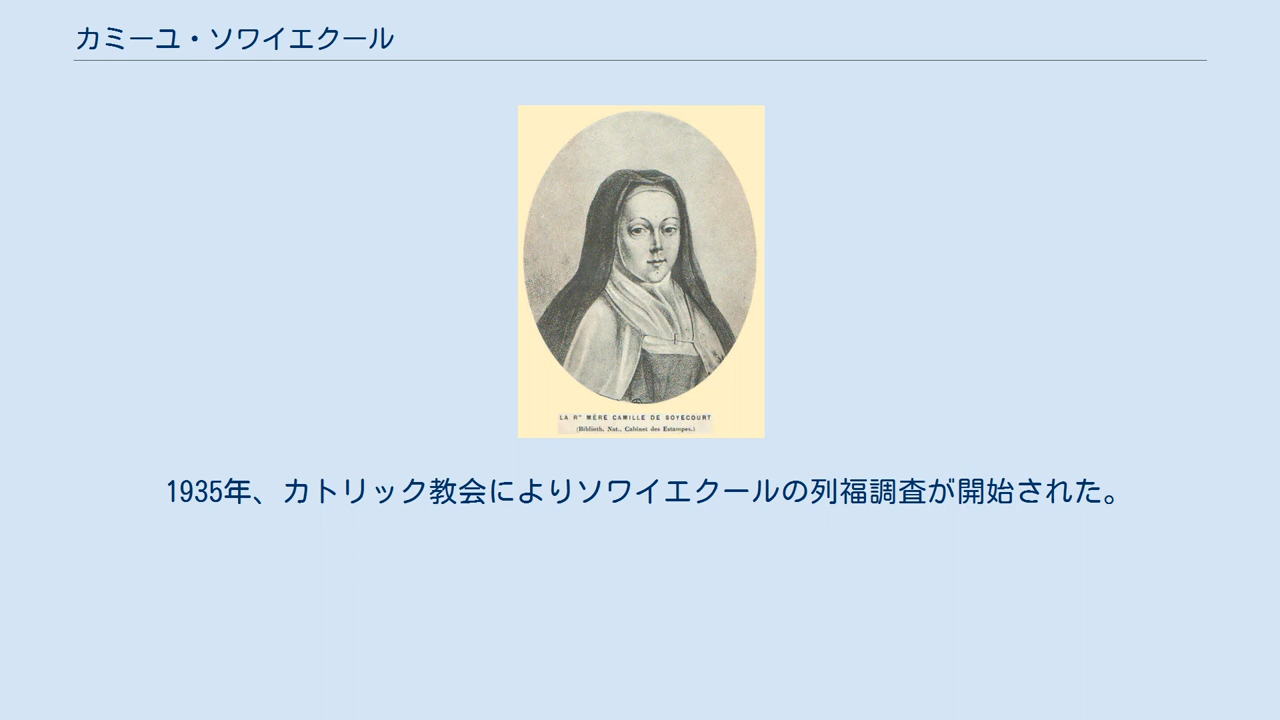 カミーユ・ソワイエクール
LA Rᵈᵉ MÈRE CAMILLE DE SOYECOURT
(Biblioth. Nat., Cabinet des Estampes.)
1935年、カトリック教会によりソワイエクールの列福調査が開始された。